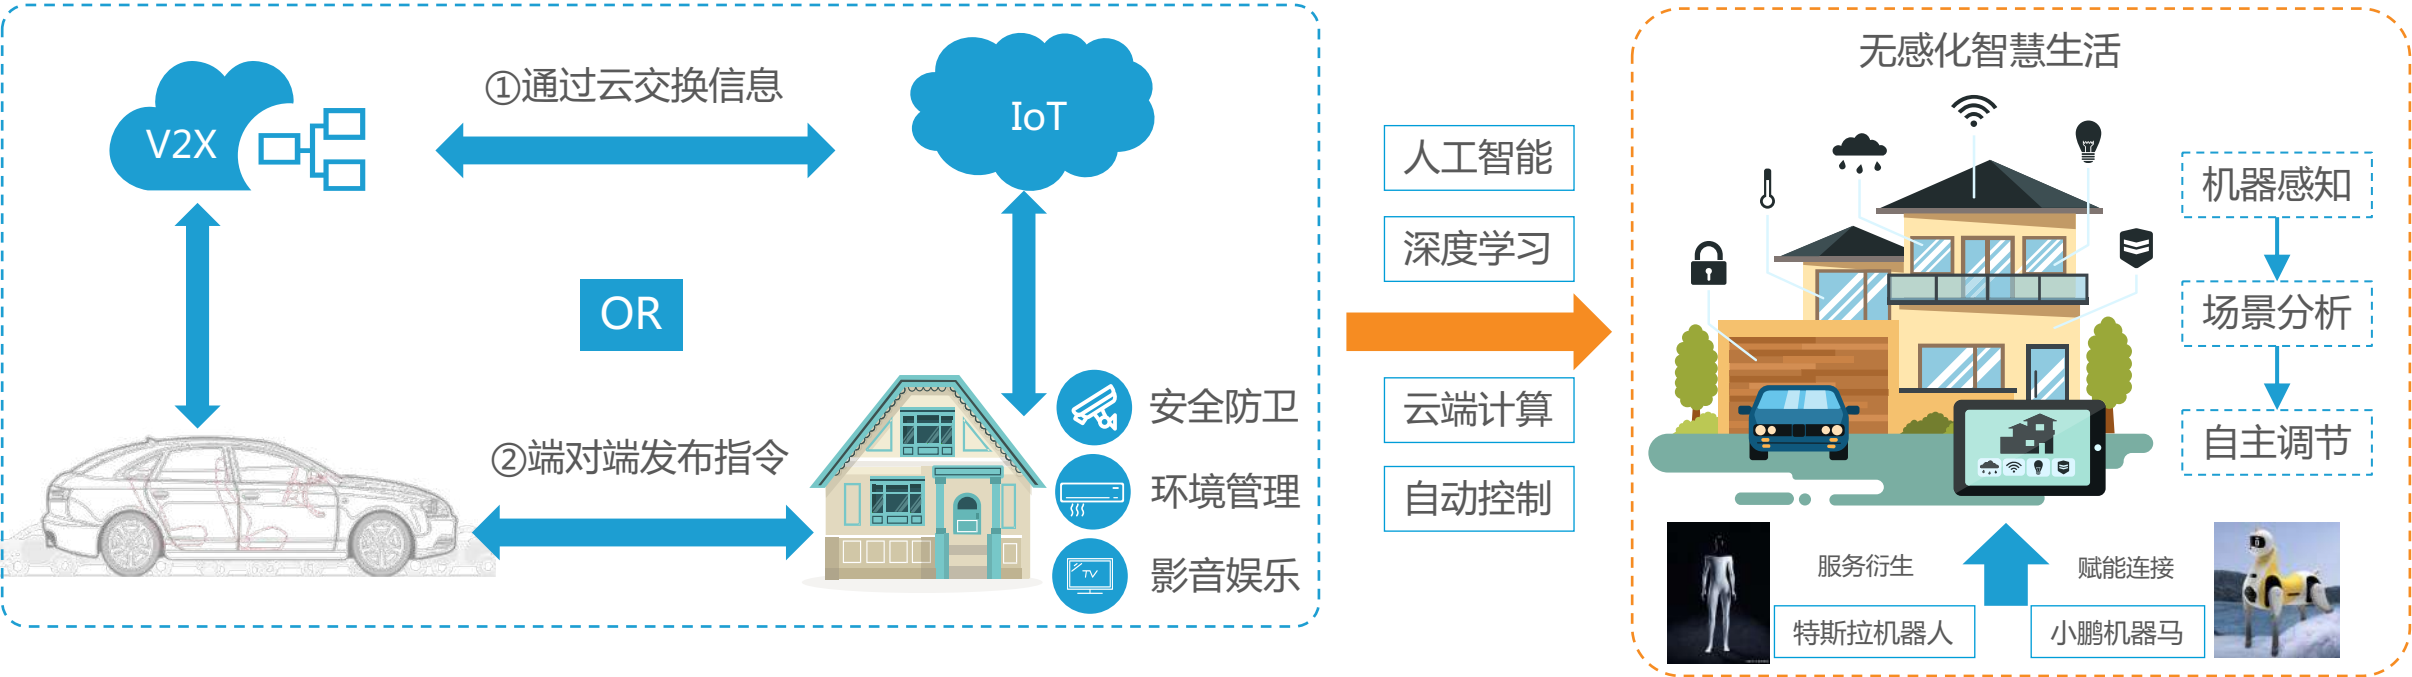 V2X
①通过云交换信息
IoT
OR
②端对端发布指令
安全防卫
环境管理
TV
影音娱乐
人工智能
深度学习
云端计算
自动控制
无感化智慧生活
机器感知
场景分析
自主调节
服务衍生
赋能连接
特斯拉机器人
小鹏机器马